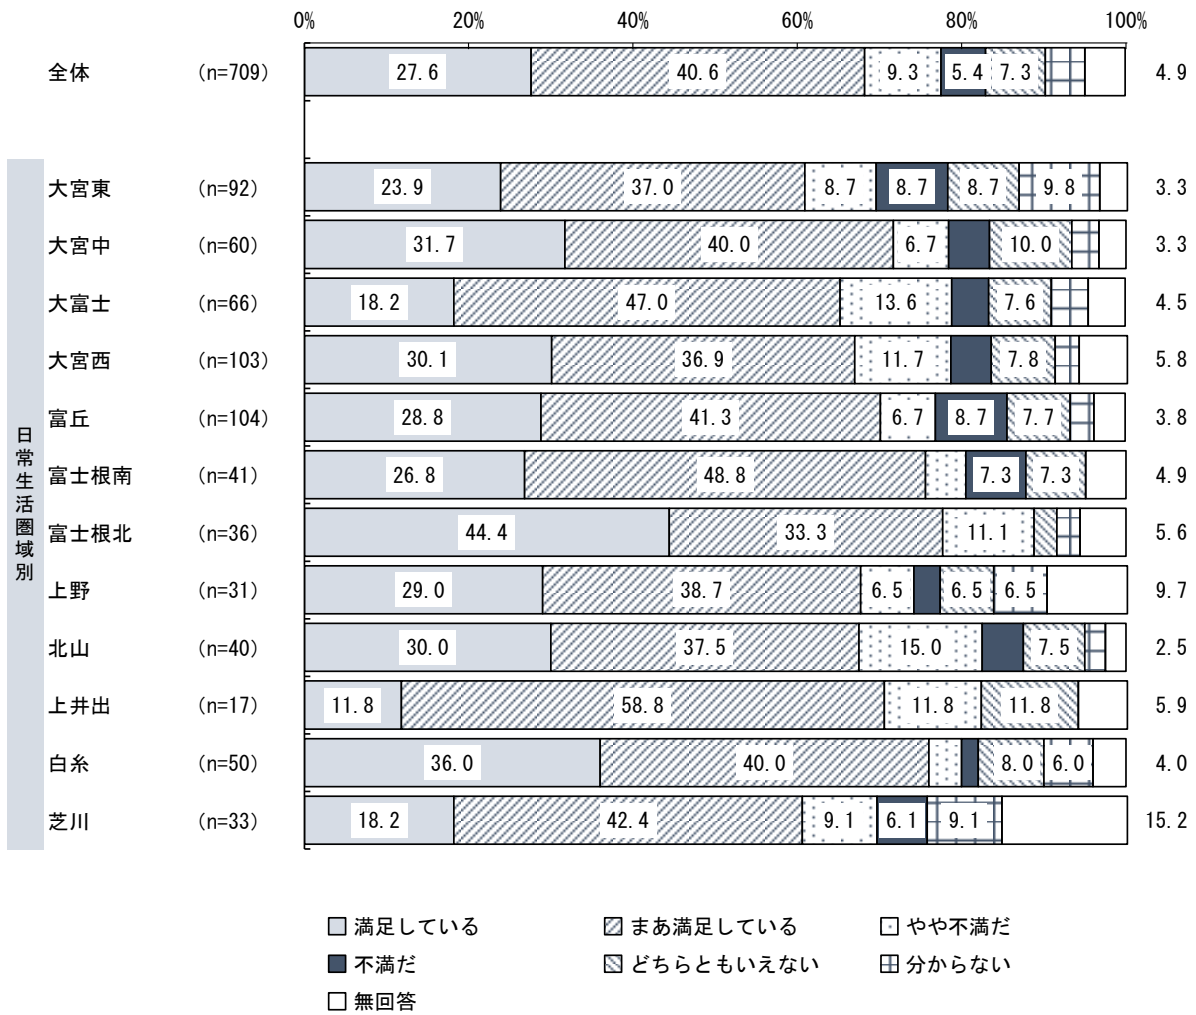 0% 20% 40% 60% 80% 100%
全体 (n=709) 27.6 40.6 9.3 5.4 7.3 4.9
日常生活圏域別
大宮東 (n=92) 23.9 37.0 8.7 8.7 8.7 9.8 3.3
大宮中 (n=60) 31.7 40.0 6.7 10.0 3.3
大富士 (n=66) 18.2 47.0 13.6 7.6 4.5
大宮西 (n=103) 30.1 36.9 11.7 7.8 5.8
富丘 (n=104) 28.8 41.3 6.7 8.7 7.7 3.8
富士根南 (n=41) 26.8 48.8 7.3 7.3 4.9
富士根北 (n=36) 44.4 33.3 11.1 5.6
上野 (n=31) 29.0 38.7 6.5 6.5 6.5 9.7
北山 (n=40) 30.0 37.5 15.0 7.5 2.5
上井出 (n=17) 11.8 58.8 11.8 11.8 5.9
白糸 (n=50) 36.0 40.0 8.0 6.0 4.0
芝川 (n=33) 18.2 42.4 9.1 6.1 9.1 15.2
満足している まあ満足している やや不満だ
不満だ どちらともいえない 分からない
無回答